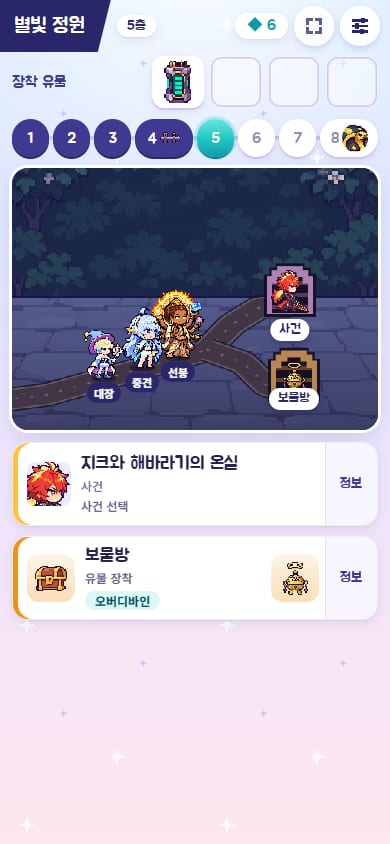 별빛 정원
5층
6
장착 유물
1
2
3
4
5
6
7
8
사건
보물방
선봉
중견
대장
지크와 해바라기의 온실
사건
사건 선택
정보
보물방
유물 장착
오버디바인
정보